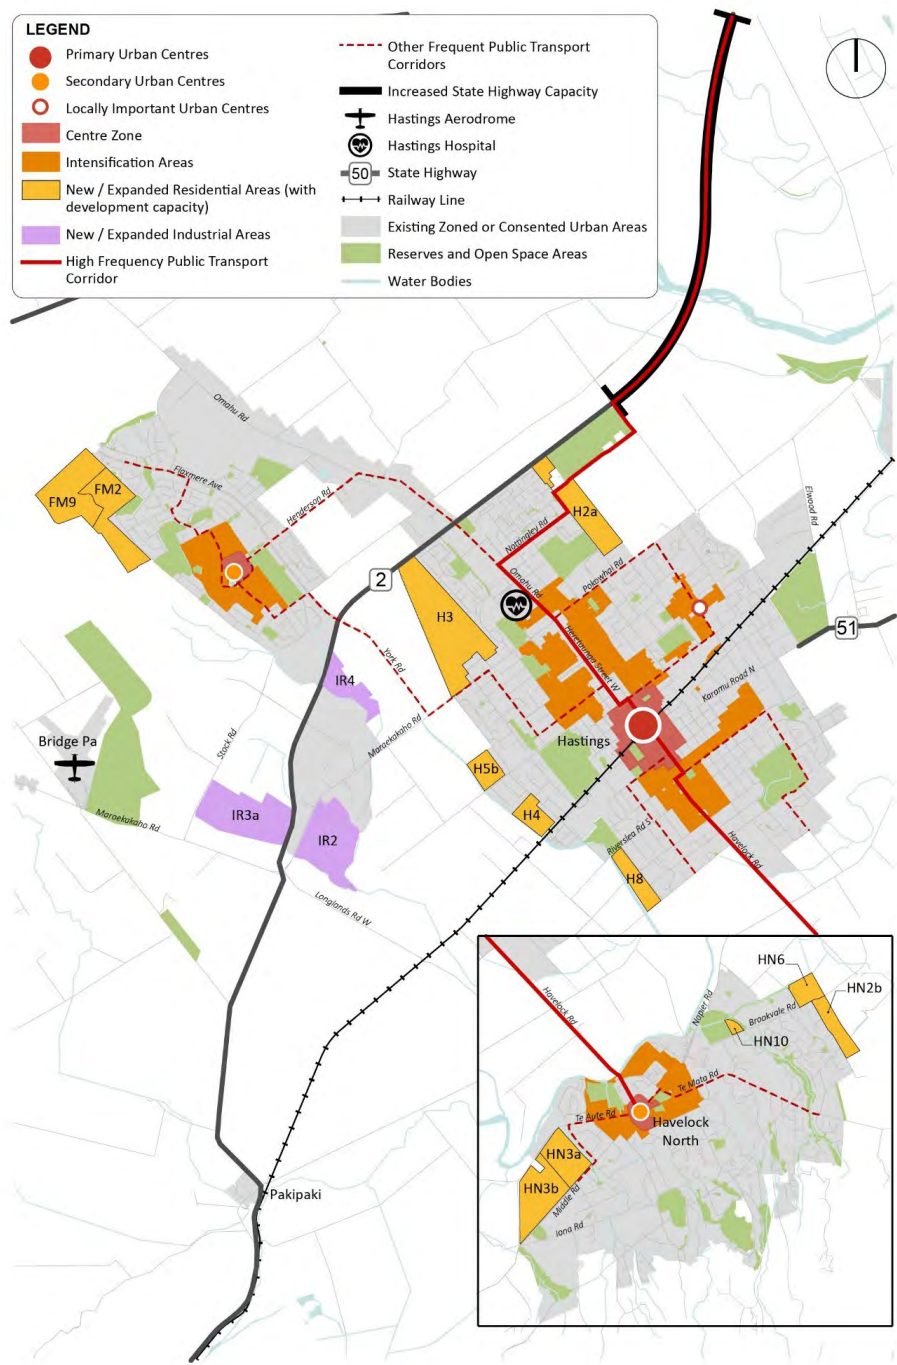 LEGEND
Primary Urban Centres
Secondary Urban Centres
Locally Important Urban Centres
Centre Zone
Intensification Areas
New / Expanded Residential Areas (with
development capacity)
New / Expanded Industrial Areas
High Frequency Public Transport
Corridor
Other Frequent Public Transport
Corridors
Increased State Highway Capacity
Hastings Aerodrome
Hastings Hospital
50
State Highway
Railway Line
Existing Zoned or Consented Urban Areas
Reserves and Open Space Areas
Water Bodies
Omahu Rd
Flaxmere Ave
FM9
FM2
Henderson Rd
Nottingley Rd
H2a
Elwood Rd
2
Omahu Rd
Pakowhai Rd
H3
Heretaunga Street W
51
York Rd
IR4
Karamu Road N
Stock Rd
Maraekakaho Rd
Hastings
Bridge Pa
H5b
Maraekakaho Rd
IR3a
IR2
H4
Riverslea Rd S
Havelock Rd
H8
Longlands Rd W
Pakipaki
HN6
HN2b
Havelock Rd
Napier Rd
Brookvale Rd
HN10
Te Mata Rd
Te Aute Rd
Havelock
North
HN3a
HN3b
Middle Rd
Iona Rd